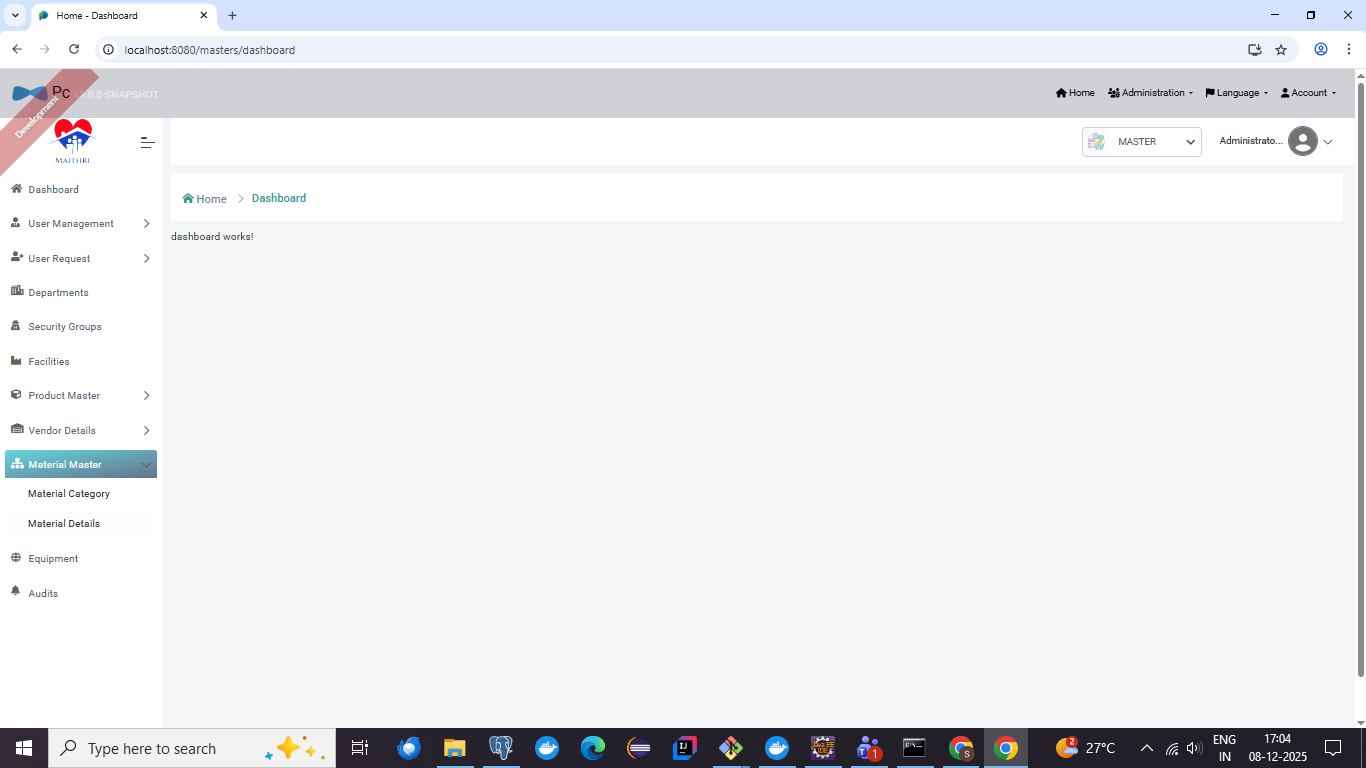 Home - Dashboard
localhost:8080/masters/dashboard
Pc v1.0.0-SNAPSHOT
Home Administration Language Account
Development
MAITHRI
MASTER
Administrato...
Dashboard
User Management
User Request
Departments
Security Groups
Facilities
Product Master
Vendor Details
Material Master
Material Category
Material Details
Equipment
Audits
Home Dashboard
dashboard works!
Type here to search
2
27°C
ENG
IN
17:04
08-12-2025
1
S